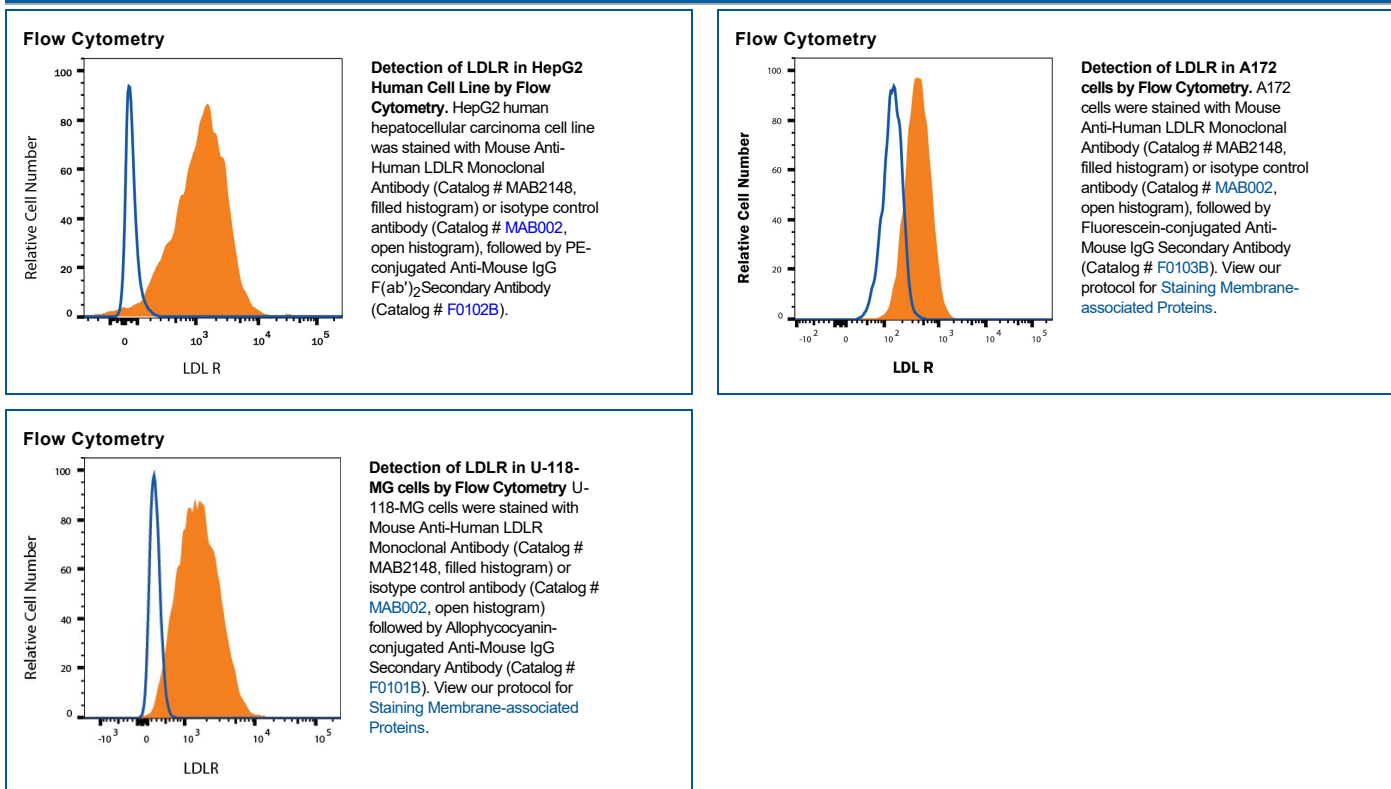 Flow Cytometry
100
80
60
40
20
0
Relative Cell Number
0
10^3
10^4
10^5
LDL R
Detection of LDLR in HepG2
Human Cell Line by Flow
Cytometry. HepG2 human
hepatocellular carcinoma cell line
was stained with Mouse Anti-
Human LDLR Monoclonal
Antibody (Catalog # MAB2148,
filled histogram) or isotype control
antibody (Catalog # MAB002,
open histogram), followed by PE-
conjugated Anti-Mouse IgG
F(ab')2Secondary Antibody
(Catalog # F0102B).
Flow Cytometry
100
80
60
40
20
0
Relative Cell Number
-10^2
0
10^2
10^3
10^4
10^5
LDL R
Detection of LDLR in A172
cells by Flow Cytometry. A172
cells were stained with Mouse
Anti-Human LDLR Monoclonal
Antibody (Catalog # MAB2148,
filled histogram) or isotype control
antibody (Catalog # MAB002,
open histogram), followed by
Fluorescein-conjugated Anti-
Mouse IgG Secondary Antibody
(Catalog # F0103B). View our
protocol for Staining Membrane-
associated Proteins.
Flow Cytometry
100
80
60
40
20
0
Relative Cell Number
-10^3
0
10^3
10^4
10^5
LDLR
Detection of LDLR in U-118-
MG cells by Flow Cytometry U-
118-MG cells were stained with
Mouse Anti-Human LDLR
Monoclonal Antibody (Catalog #
MAB2148, filled histogram) or
isotype control antibody (Catalog #
MAB002, open histogram)
followed by Allophycocyanin-
conjugated Anti-Mouse IgG
Secondary Antibody (Catalog #
F0101B). View our protocol for
Staining Membrane-associated
Proteins.